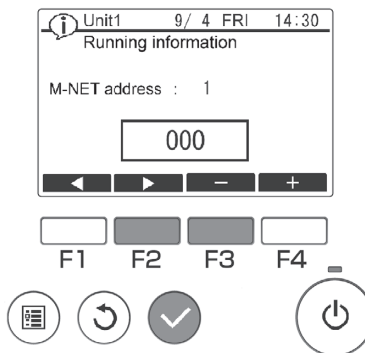 Unit1 9/ 4 FRI 14:30
Running information
M-NET address : 1
000
F1 F2 F3 F4